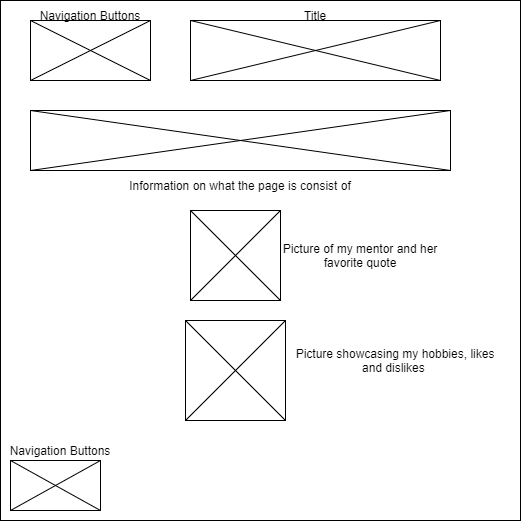 Navigation Buttons
Title
Information on what the page is consist of
Picture of my mentor and her
favorite quote
Picture showcasing my hobbies, likes
and dislikes
Navigation Buttons